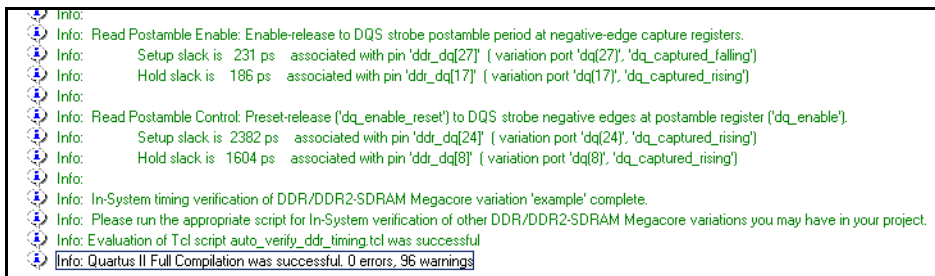 Info:
Info: Read Postamble Enable: Enable-release to DQS strobe postamble period at negative-edge capture registers.
Info: Setup slack is 231 ps associated with pin 'ddr_dq[27]' ( variation port 'dq(27)', 'dq_captured_falling')
Info: Hold slack is 186 ps associated with pin 'ddr_dq[17]' ( variation port 'dq(17)', 'dq_captured_rising')
Info:
Info: Read Postamble Control: Preset-release ('dq_enable_reset') to DQS strobe negative edges at postamble register ('dq_enable').
Info: Setup slack is 2382 ps associated with pin 'ddr_dq[24]' ( variation port 'dq(24)', 'dq_captured_rising')
Info: Hold slack is 1604 ps associated with pin 'ddr_dq[8]' ( variation port 'dq(8)', 'dq_captured_rising')
Info:
Info: In-System timing verification of DDR/DDR2-SDRAM Megacore variation 'example' complete.
Info: Please run the appropriate script for In-System verification of other DDR/DDR2-SDRAM Megacore variations you may have in your project.
Info: Evaluation of Tcl script auto_verify_ddr_timing.tcl was successful
Info: Quartus II Full Compilation was successful. 0 errors, 96 warnings